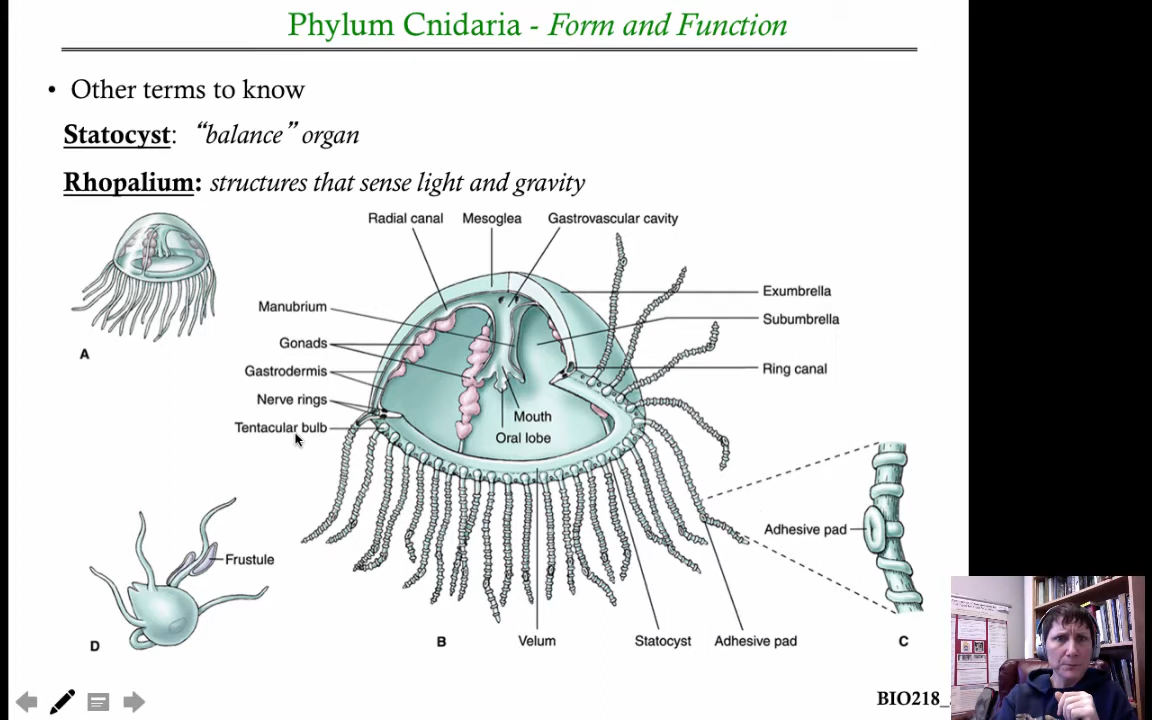 Phylum Cnidaria - Form and Function
• Other terms to know
Statocyst: “balance” organ
Rhopalium: structures that sense light and gravity
Radial canal
Mesoglea
Gastrovascular cavity
Manubrium
Gonads
Gastrodermis
Nerve rings
Tentacular bulb
Exumbrella
Subumbrella
Ring canal
Mouth
Oral lobe
A
Adhesive pad
Frustule
D
B
Velum
Statocyst
Adhesive pad
C
BIO218_